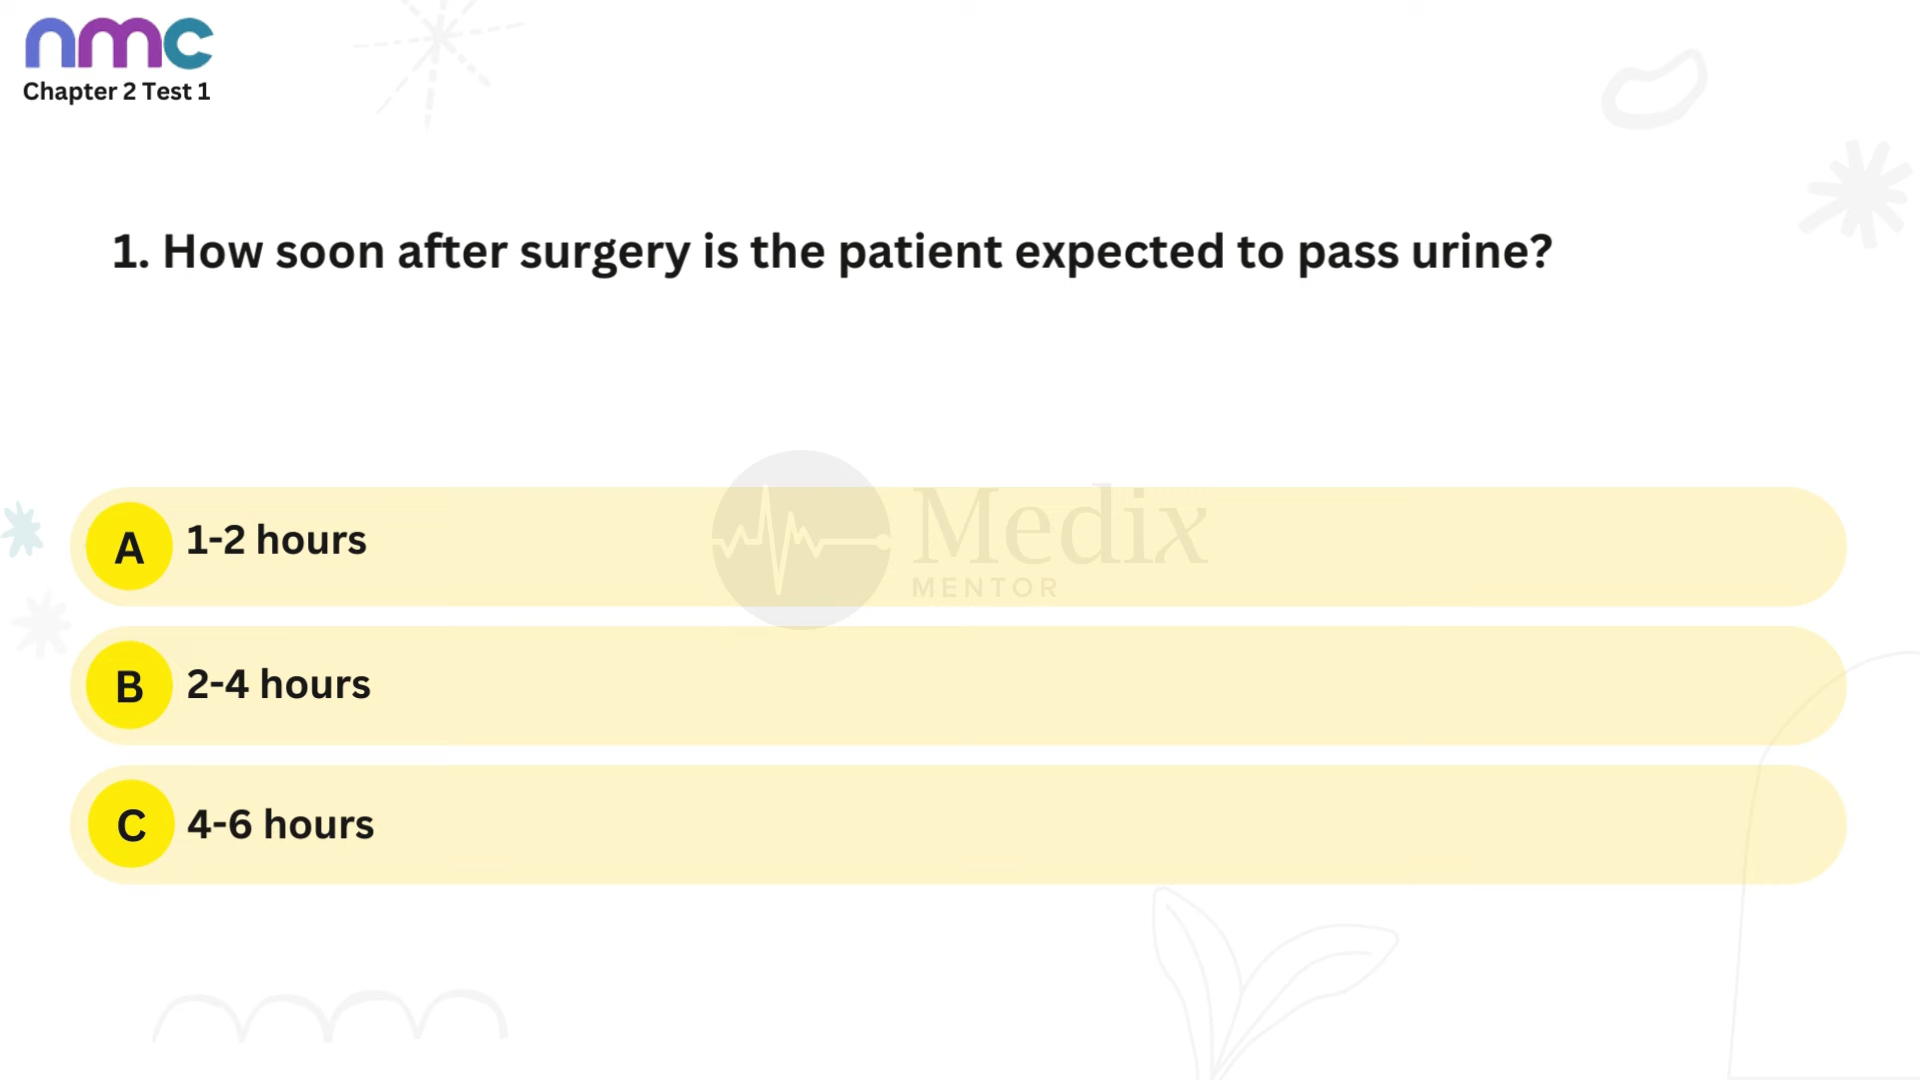 nmc
Chapter 2 Test 1
1. How soon after surgery is the patient expected to pass urine?
A 1-2 hours
Medix
MENTOR
B 2-4 hours
C 4-6 hours